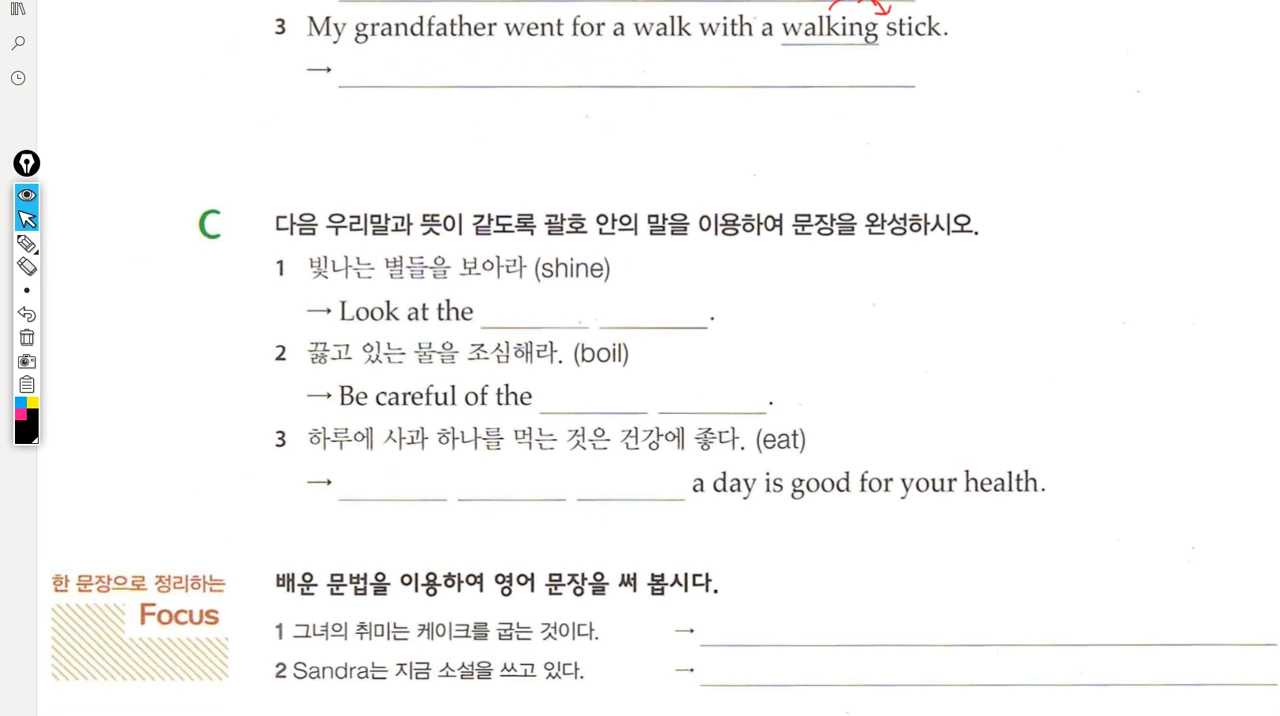 3 My grandfather went for a walk with a walking stick.
→
C 다음 우리말과 뜻이 같도록 괄호 안의 말을 이용하여 문장을 완성하시오.
1 빛나는 별들을 보아라 (shine)
→ Look at the ______ ______.
2 끓고 있는 물을 조심해라. (boil)
→ Be careful of the ______ ______.
3 하루에 사과 하나를 먹는 것은 건강에 좋다. (eat)
→ ______ ______ ______ a day is good for your health.
한 문장으로 정리하는 배운 문법을 이용하여 영어 문장을 써 봅시다.
Focus
1 그녀의 취미는 케이크를 굽는 것이다. →
2 Sandra는 지금 소설을 쓰고 있다. →